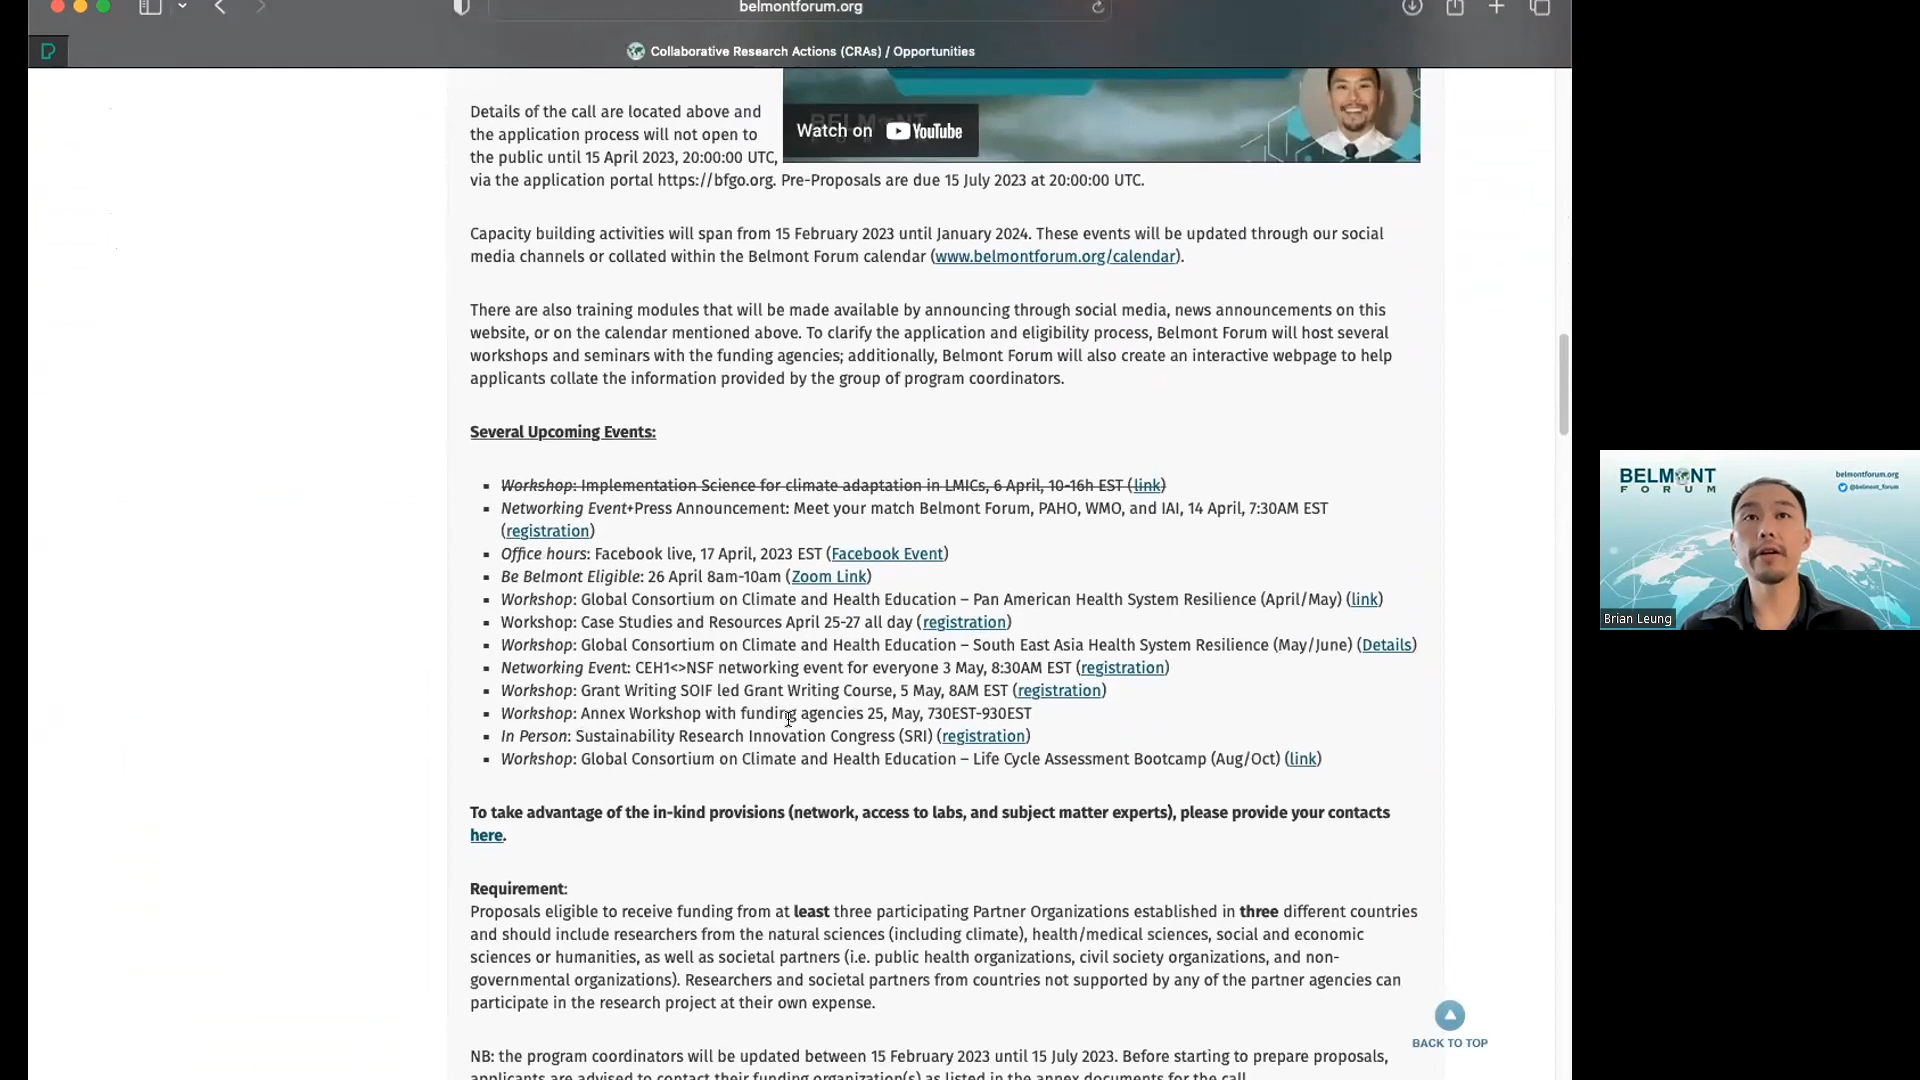 belmontforum.org
Collaborative Research Actions (CRAs) / Opportunities
Details of the call are located above and
the application process will not open to
the public until 15 April 2023, 20:00:00 UTC,
via the application portal https://bfgo.org. Pre-Proposals are due 15 July 2023 at 20:00:00 UTC.
Watch on YouTube
Capacity building activities will span from 15 February 2023 until January 2024. These events will be updated through our social
media channels or collated within the Belmont Forum calendar (www.belmontforum.org/calendar).
There are also training modules that will be made available by announcing through social media, news announcements on this
website, or on the calendar mentioned above. To clarify the application and eligibility process, Belmont Forum will host several
workshops and seminars with the funding agencies; additionally, Belmont Forum will also create an interactive webpage to help
applicants collate the information provided by the group of program coordinators.
Several Upcoming Events:
Workshop: Implementation Science for climate adaptation in LMICs, 6 April, 10-16h EST (link)
Networking Event+Press Announcement: Meet your match Belmont Forum, PAHO, WMO, and IAI, 14 April, 7:30AM EST
(registration)
Office hours: Facebook live, 17 April, 2023 EST (Facebook Event)
Be Belmont Eligible: 26 April 8am-10am (Zoom Link)
Workshop: Global Consortium on Climate and Health Education – Pan American Health System Resilience (April/May) (link)
Workshop: Case Studies and Resources April 25-27 all day (registration)
Workshop: Global Consortium on Climate and Health Education – South East Asia Health System Resilience (May/June) (Details)
Networking Event: CEH1<>NSF networking event for everyone 3 May, 8:30AM EST (registration)
Workshop: Grant Writing SOIF led Grant Writing Course, 5 May, 8AM EST (registration)
Workshop: Annex Workshop with funding agencies 25, May, 730EST-930EST
In Person: Sustainability Research Innovation Congress (SRI) (registration)
Workshop: Global Consortium on Climate and Health Education – Life Cycle Assessment Bootcamp (Aug/Oct) (link)
To take advantage of the in-kind provisions (network, access to labs, and subject matter experts), please provide your contacts
here.
Requirement:
Proposals eligible to receive funding from at least three participating Partner Organizations established in three different countries
and should include researchers from the natural sciences (including climate), health/medical sciences, social and economic
sciences or humanities, as well as societal partners (i.e. public health organizations, civil society organizations, and non-
governmental organizations). Researchers and societal partners from countries not supported by any of the partner agencies can
participate in the research project at their own expense.
BACK TO TOP
NB: the program coordinators will be updated between 15 February 2023 until 15 July 2023. Before starting to prepare proposals,
applicants are advised to contact their funding organization(s) as listed in the annex documents for the call.
BELMONT
FORUM
belmontforum.org
@belmont_forum
Brian Leung